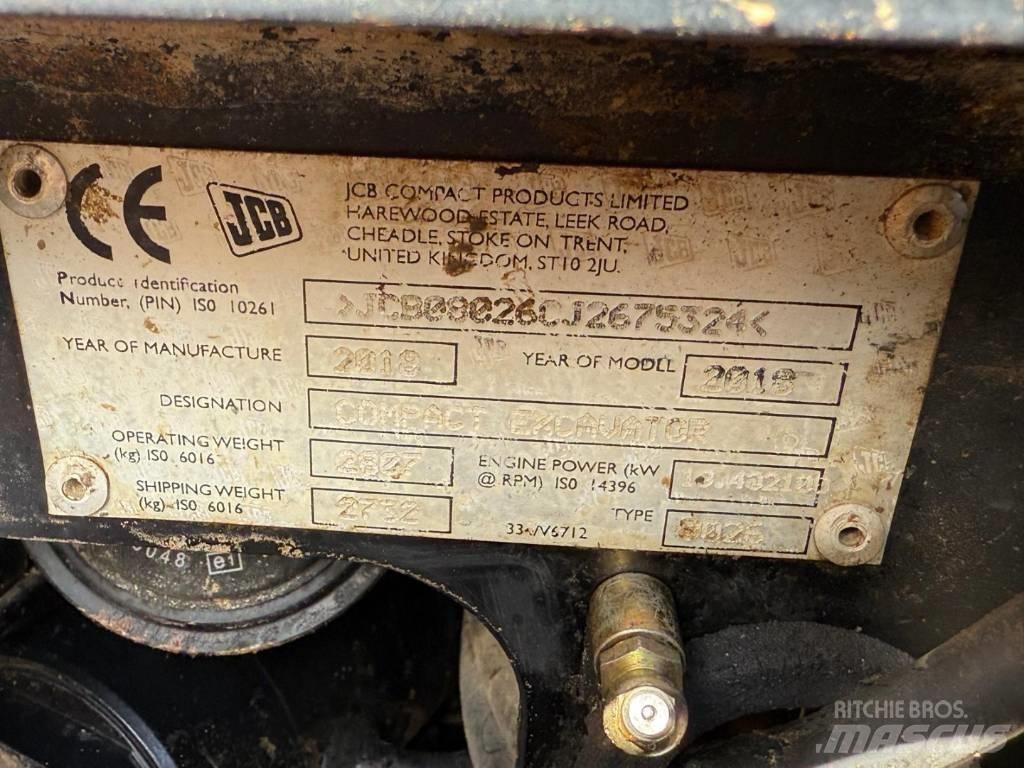 CE JCB
JCB COMPACT PRODUCTS LIMITED
HAREWOOD ESTATE, LEEK ROAD,
CHEADLE, STOKE ON TRENT,
UNITED KINGDOM, ST10 2JU.
Product Identification
Number, (PIN) ISO 10261
>JCB08026CJ2675324<
YEAR OF MANUFACTURE 2018 YEAR OF MODEL 2018
DESIGNATION COMPACT EXCAVATOR
OPERATING WEIGHT
(kg) ISO 6016
2807
ENGINE POWER (kW
@ RPM) ISO 14396
SHIPPING WEIGHT
(kg) ISO 6016
2732
TYPE 8026
e1
RITCHIE BROS.
MASCUS